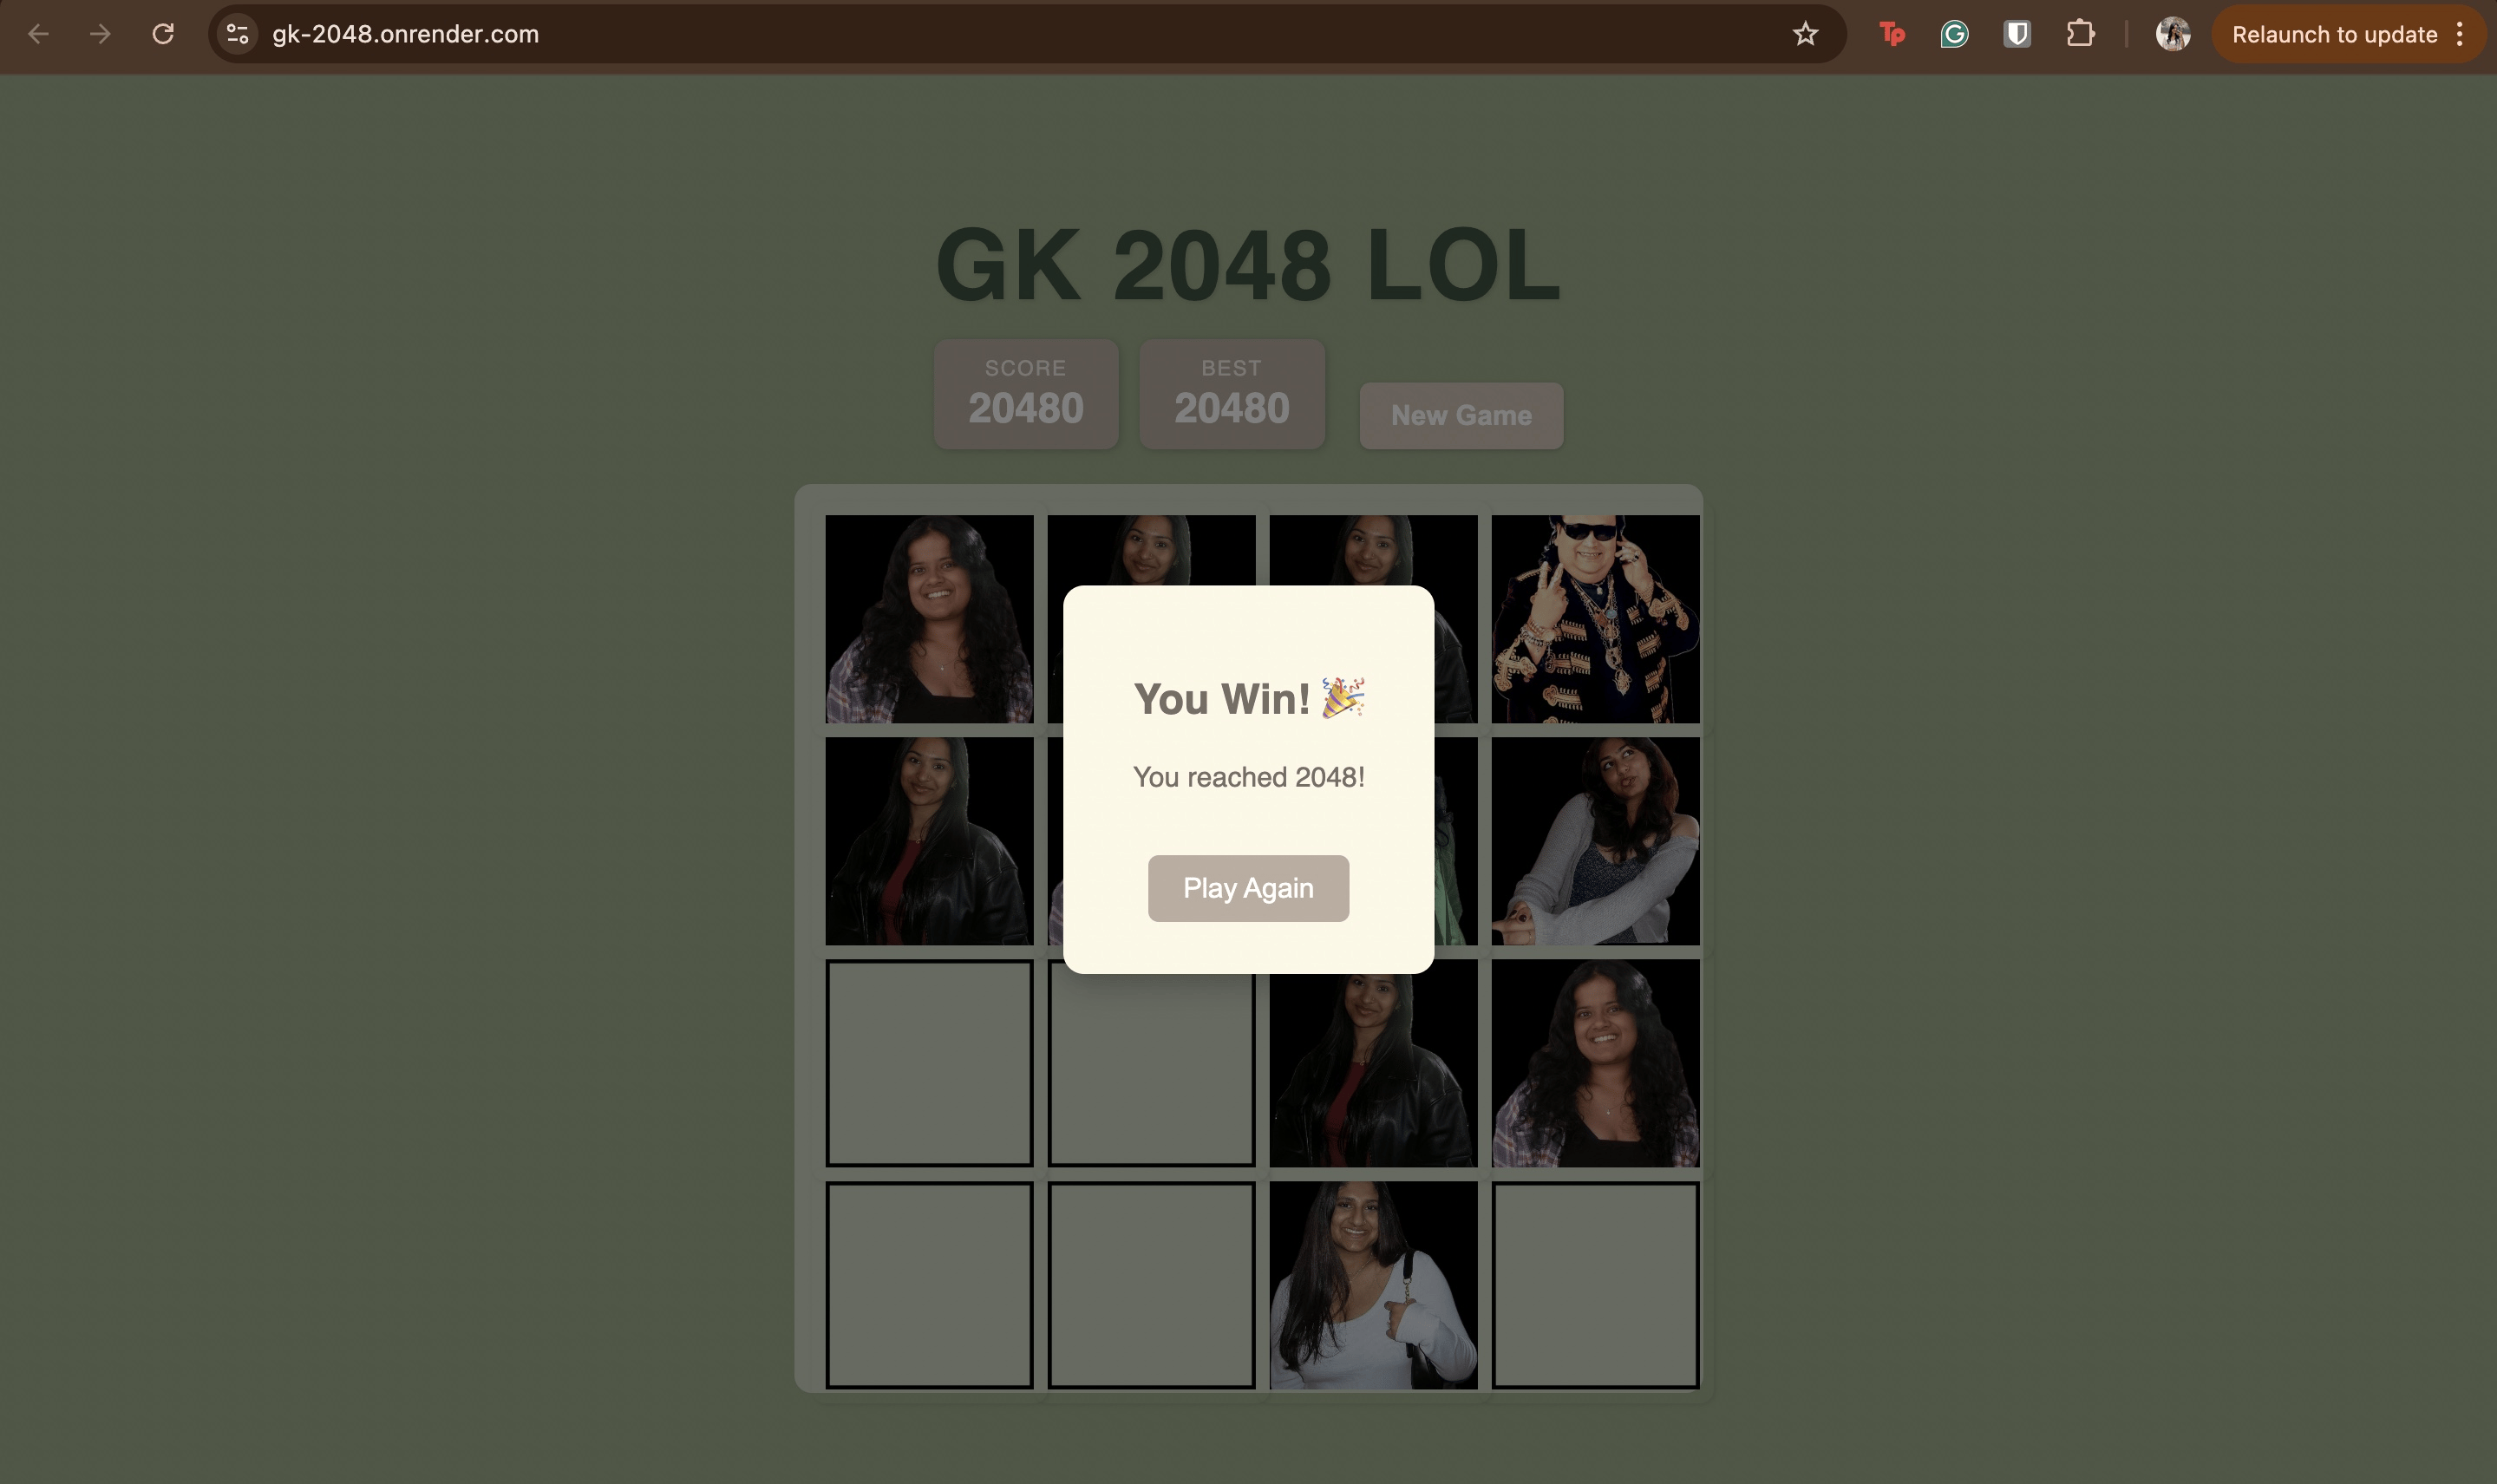 gk-2048.onrender.com
Tp
G
Relaunch to update
GK 2048 LOL
SCORE
20480
BEST
20480
New Game
You Win! 🎉
You reached 2048!
Play Again